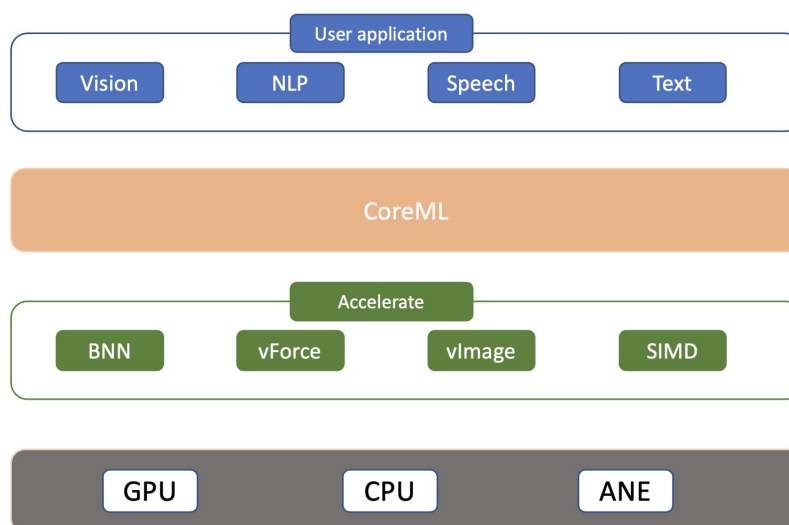 User application
Vision NLP Speech Text
CoreML
Accelerate
BNN vForce vImage SIMD
GPU CPU ANE